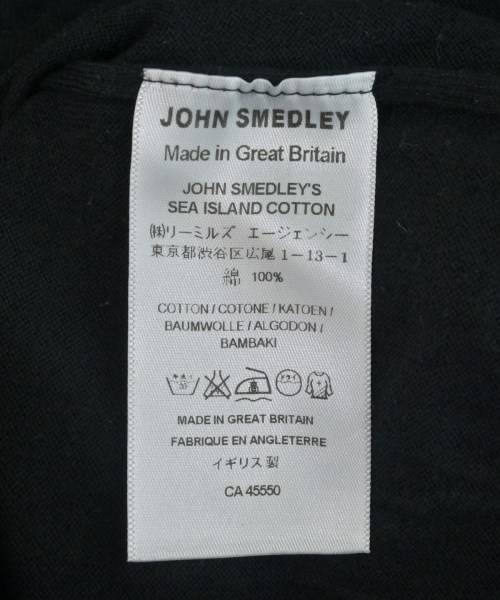 JOHN SMEDLEY
Made in Great Britain
JOHN SMEDLEY'S
SEA ISLAND COTTON
㈱リーミルズ エージェンシー
東京都渋谷区広尾 1-13-1
綿 100%
COTTON / COTONE / KATOEN /
BAUMWOLLE / ALGODON /
BAMBAKI
ドライ
MADE IN GREAT BRITAIN
FABRIQUE EN ANGLETERRE
イギリス製
CA 45550